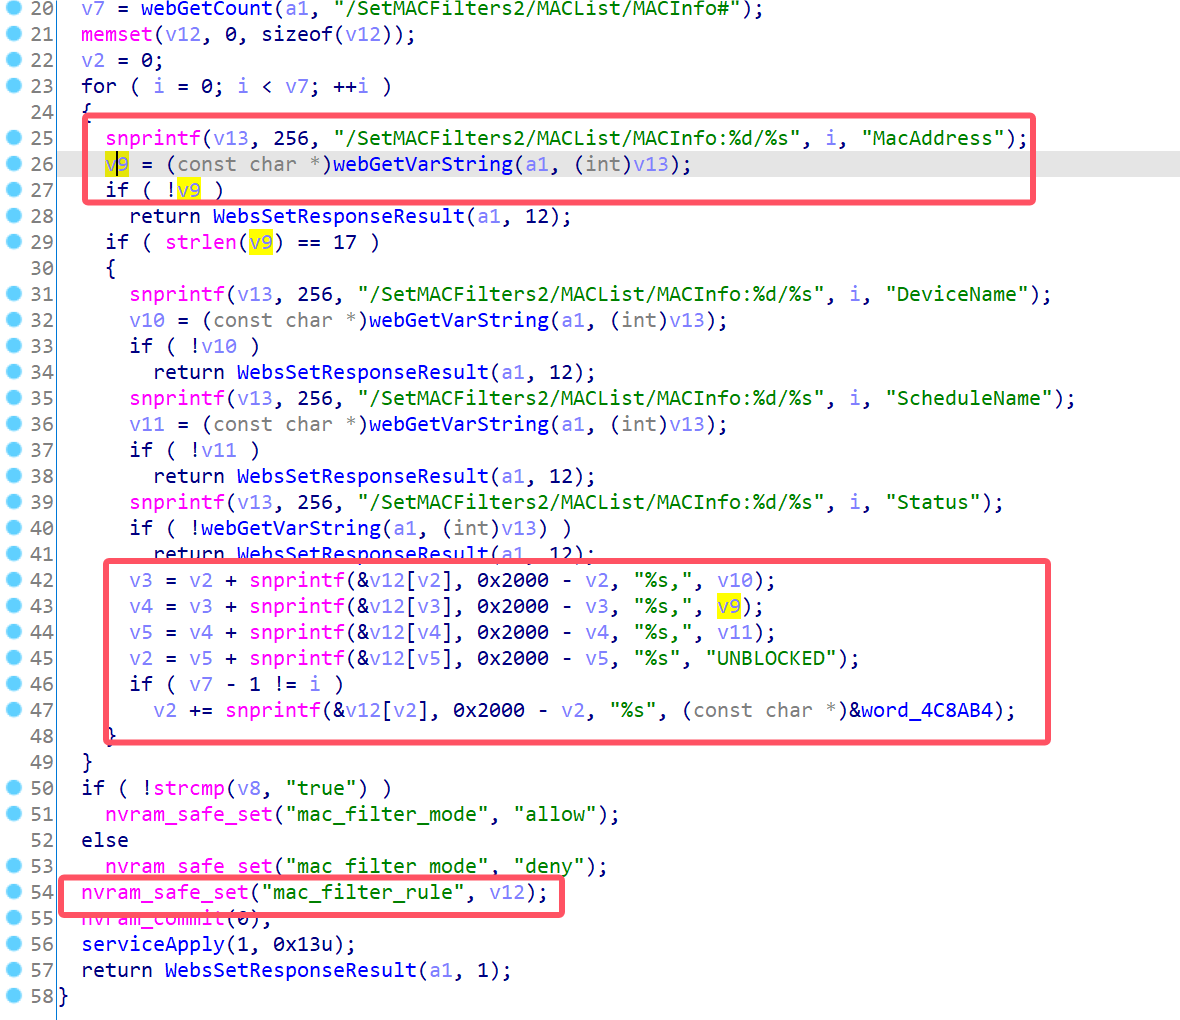 20 v7 = webGetCount(a1, "/SetMACFilters2/MACList/MACInfo#");
21 memset(v12, 0, sizeof(v12));
22 v2 = 0;
23 for ( i = 0; i < v7; ++i )
24 {
25 snprintf(v13, 256, "/SetMACFilters2/MACList/MACInfo:%d/%s", i, "MacAddress");
26 v9 = (const char *)webGetVarString(a1, (int)v13);
27 if ( !v9 )
28 return WebsSetResponseResult(a1, 12);
29 if ( strlen(v9) == 17 )
30 {
31 snprintf(v13, 256, "/SetMACFilters2/MACList/MACInfo:%d/%s", i, "DeviceName");
32 v10 = (const char *)webGetVarString(a1, (int)v13);
33 if ( !v10 )
34 return WebsSetResponseResult(a1, 12);
35 snprintf(v13, 256, "/SetMACFilters2/MACList/MACInfo:%d/%s", i, "ScheduleName");
36 v11 = (const char *)webGetVarString(a1, (int)v13);
37 if ( !v11 )
38 return WebsSetResponseResult(a1, 12);
39 snprintf(v13, 256, "/SetMACFilters2/MACList/MACInfo:%d/%s", i, "Status");
40 if ( !webGetVarString(a1, (int)v13) )
41 return WebsSetResponseResult(a1, 12);
42 v3 = v2 + snprintf(&v12[v2], 0x2000 - v2, "%s,", v10);
43 v4 = v3 + snprintf(&v12[v3], 0x2000 - v3, "%s,", v9);
44 v5 = v4 + snprintf(&v12[v4], 0x2000 - v4, "%s,", v11);
45 v2 = v5 + snprintf(&v12[v5], 0x2000 - v5, "%s", "UNBLOCKED");
46 if ( v7 - 1 != i )
47 v2 += snprintf(&v12[v2], 0x2000 - v2, "%s", (const char *)&word_4C8AB4);
48 }
49 }
50 if ( !strcmp(v8, "true") )
51 nvram_safe_set("mac_filter_mode", "allow");
52 else
53 nvram_safe_set("mac_filter_mode", "deny");
54 nvram_safe_set("mac_filter_rule", v12);
55 nvram_commit(0);
56 serviceApply(1, 0x13u);
57 return WebsSetResponseResult(a1, 1);
58 }